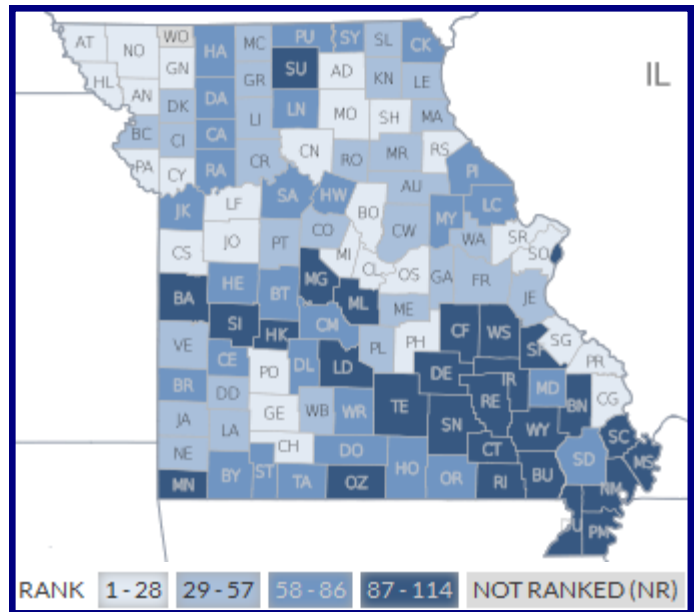 AT NO WO HA MC PU SY SL CK
HL GN GR SU AD KN LE IL
AN DK DA LI LN MO SH MA
BC CI CA CR CN RO MR RS
PA CY RA AU PI
JK LF SA HW BO CW MY LC
CS JO PT CO MI CL OS GA WA SR SO
BA HE BT MG ML ME FR JE
VE SI HK CM PL PH CF WS SF SG
CE PO DL LD DE IR MD PR
BR DD GE WB WR TE RE BN CG
JA LA CH SN WY SC
NE ST DO HO CT SD MS
MN BY TA OZ OR RI BU NM
DU PM
RANK 1 - 28 29 - 57 58 - 86 87 - 114 NOT RANKED (NR)